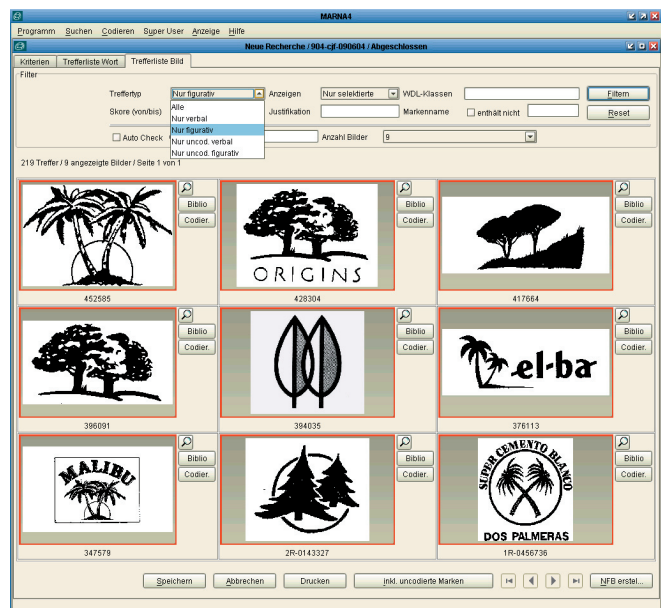 MARNA4
Programm Suchen Codieren Super User Anzeige Hilfe
Neue Recherche / 904-cjf-090604 / Abgeschlossen
Kriterien Trefferliste Wort Trefferliste Bild
Filter
Treffertyp Nur figurativ Anzeigen Nur selektierte WDL-Klassen Filtern
Skore (von/bis) Alle Justifikation Markenname enthält nicht Reset
Nur verbal
Nur figurativ
Auto Check Nur uncod. verbal Anzahl Bilder 9
Nur uncod. figurativ
219 Treffer / 9 angezeigte Bilder / Seite 1 von 1
Biblio Biblio Biblio
Codier. Codier. Codier.
ORIGINS
452585 428304 417664
Biblio Biblio Biblio
Codier. Codier. Codier.
el-ba
396091 394035 376113
Biblio Biblio Biblio
Codier. Codier. Codier.
MALIBU
SUPER CEMENTO BLANCO
DOS PALMERAS
347579 2R-0143327 1R-0456736
Speichern Abbrechen Drucken inkl. uncodierte Marken NFB erstel...